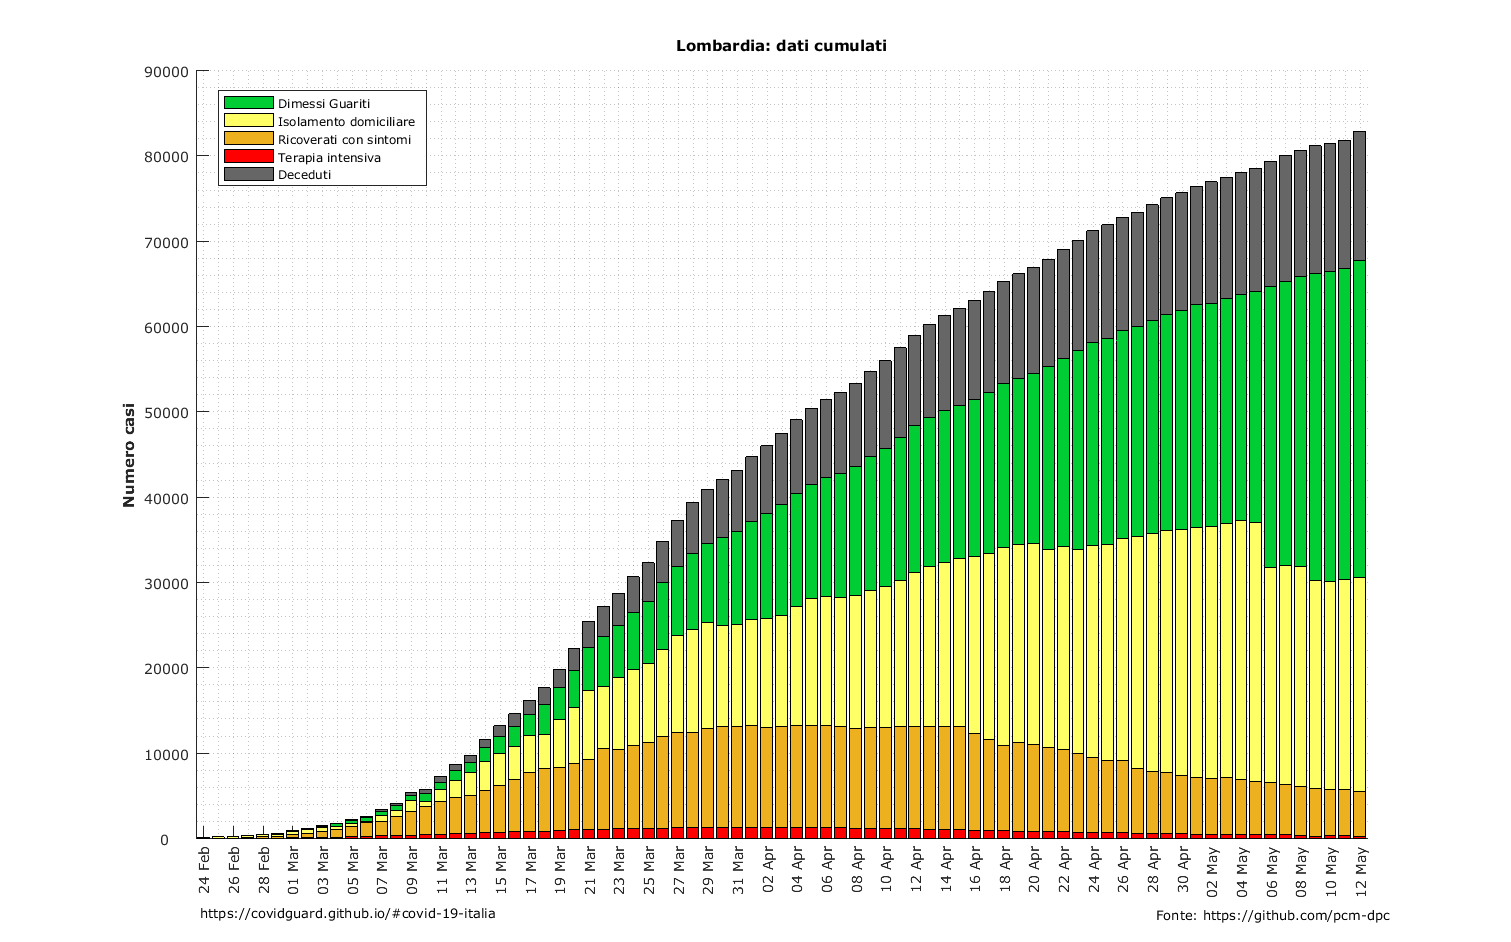 Lombardia: dati cumulati
90000
80000
70000
60000
50000
40000
30000
20000
10000
0
Numero casi
Dimessi Guariti
Isolamento domiciliare
Ricoverati con sintomi
Terapia intensiva
Deceduti
24 Feb
26 Feb
28 Feb
01 Mar
03 Mar
05 Mar
07 Mar
09 Mar
11 Mar
13 Mar
15 Mar
17 Mar
19 Mar
21 Mar
23 Mar
25 Mar
27 Mar
29 Mar
31 Mar
02 Apr
04 Apr
06 Apr
08 Apr
10 Apr
12 Apr
14 Apr
16 Apr
18 Apr
20 Apr
22 Apr
24 Apr
26 Apr
28 Apr
30 Apr
02 May
04 May
06 May
08 May
10 May
12 May
https://covidguard.github.io/#covid-19-italia
Fonte: https://github.com/pcm-dpc